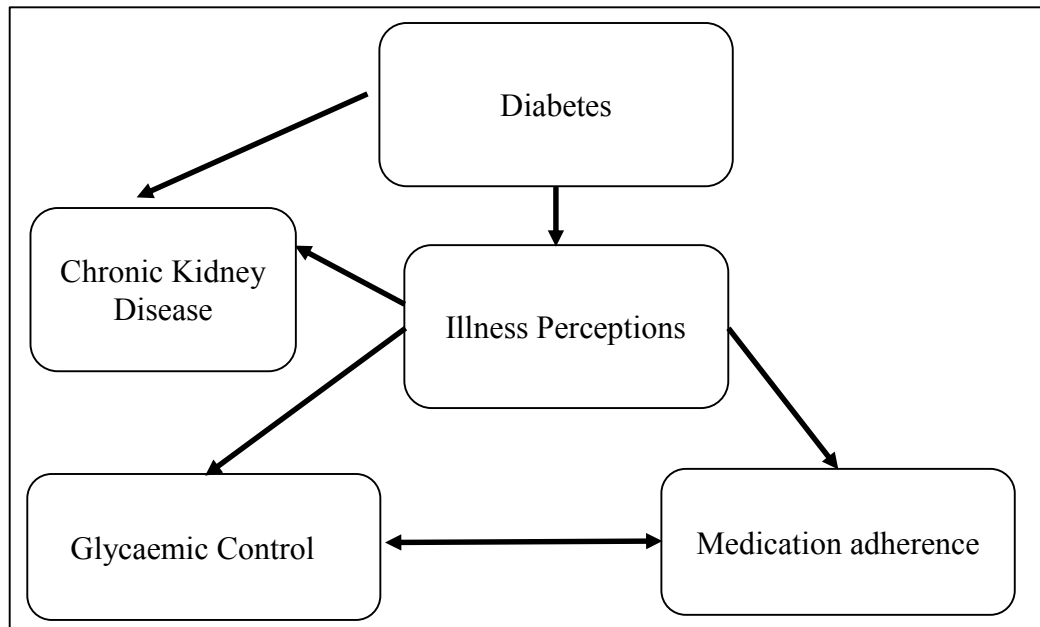 Diabetes
Chronic Kidney
Disease
Illness Perceptions
Glycaemic Control
Medication adherence